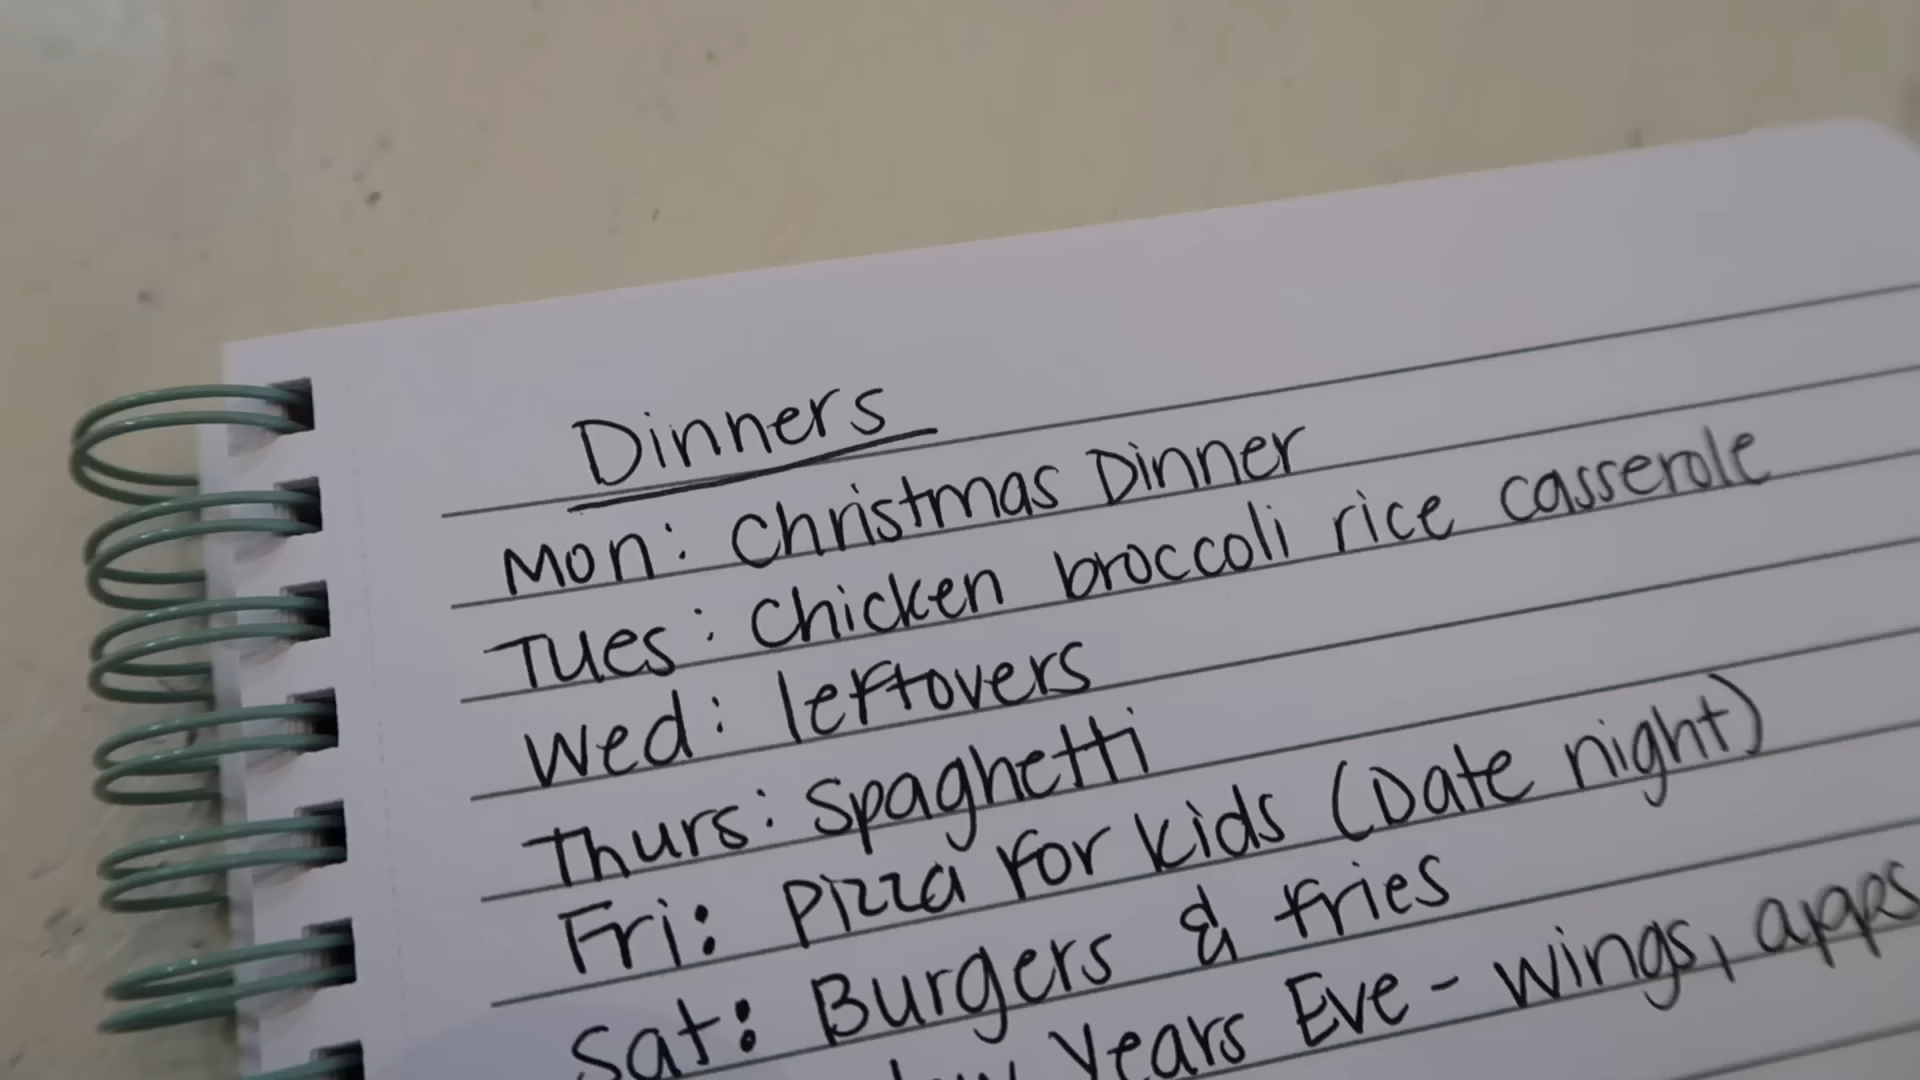 Dinners
Mon: Christmas Dinner
Tues: Chicken broccoli rice casserole
Wed: leftovers
Thurs: Spaghetti
Fri: Pizza for kids (Date night)
Sat: Burgers & fries
Years Eve - wings, apps